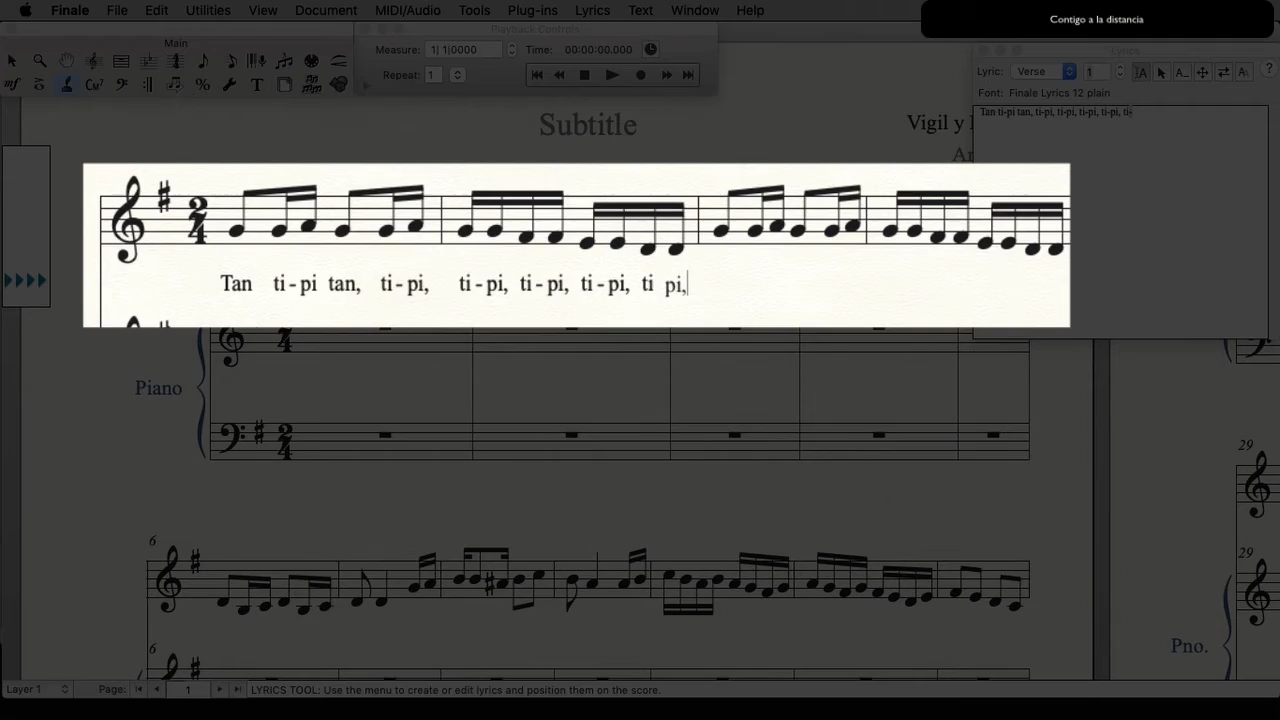 Finale File Edit Utilities View Document MIDI/Audio Tools Plug-ins Lyrics Text Window Help
Contigo a la distancia
Main
Playback Controls
Lyrics
Measure: 1| 1|0000 Time: 00:00:00.000
Repeat: 1
Lyric: Verse 1
Font: Finale Lyrics 12 plain
Tan ti-pi tan, ti-pi, ti-pi, ti-pi, ti-pi, ti-
Subtitle
Vigil y
Ar
Tan ti-pi tan, ti-pi, ti-pi, ti-pi, ti-pi, ti pi,
Piano
29
6
29
6
Pno.
Layer 1 Page: 1 LYRICS TOOL: Use the menu to create or edit lyrics and position them on the score.